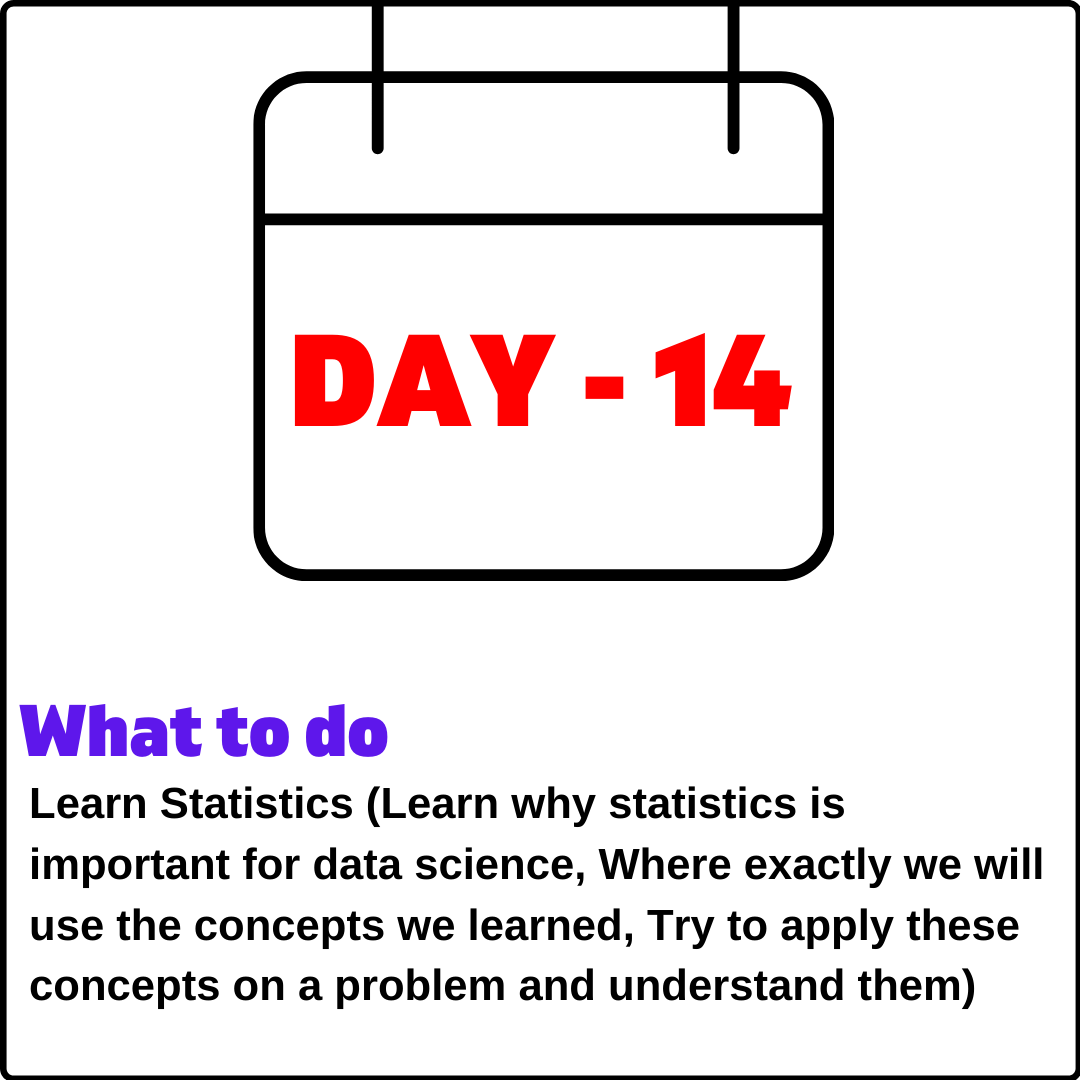 DAY - 14
What to do
Learn Statistics (Learn why statistics is
important for data science, Where exactly we will
use the concepts we learned, Try to apply these
concepts on a problem and understand them)